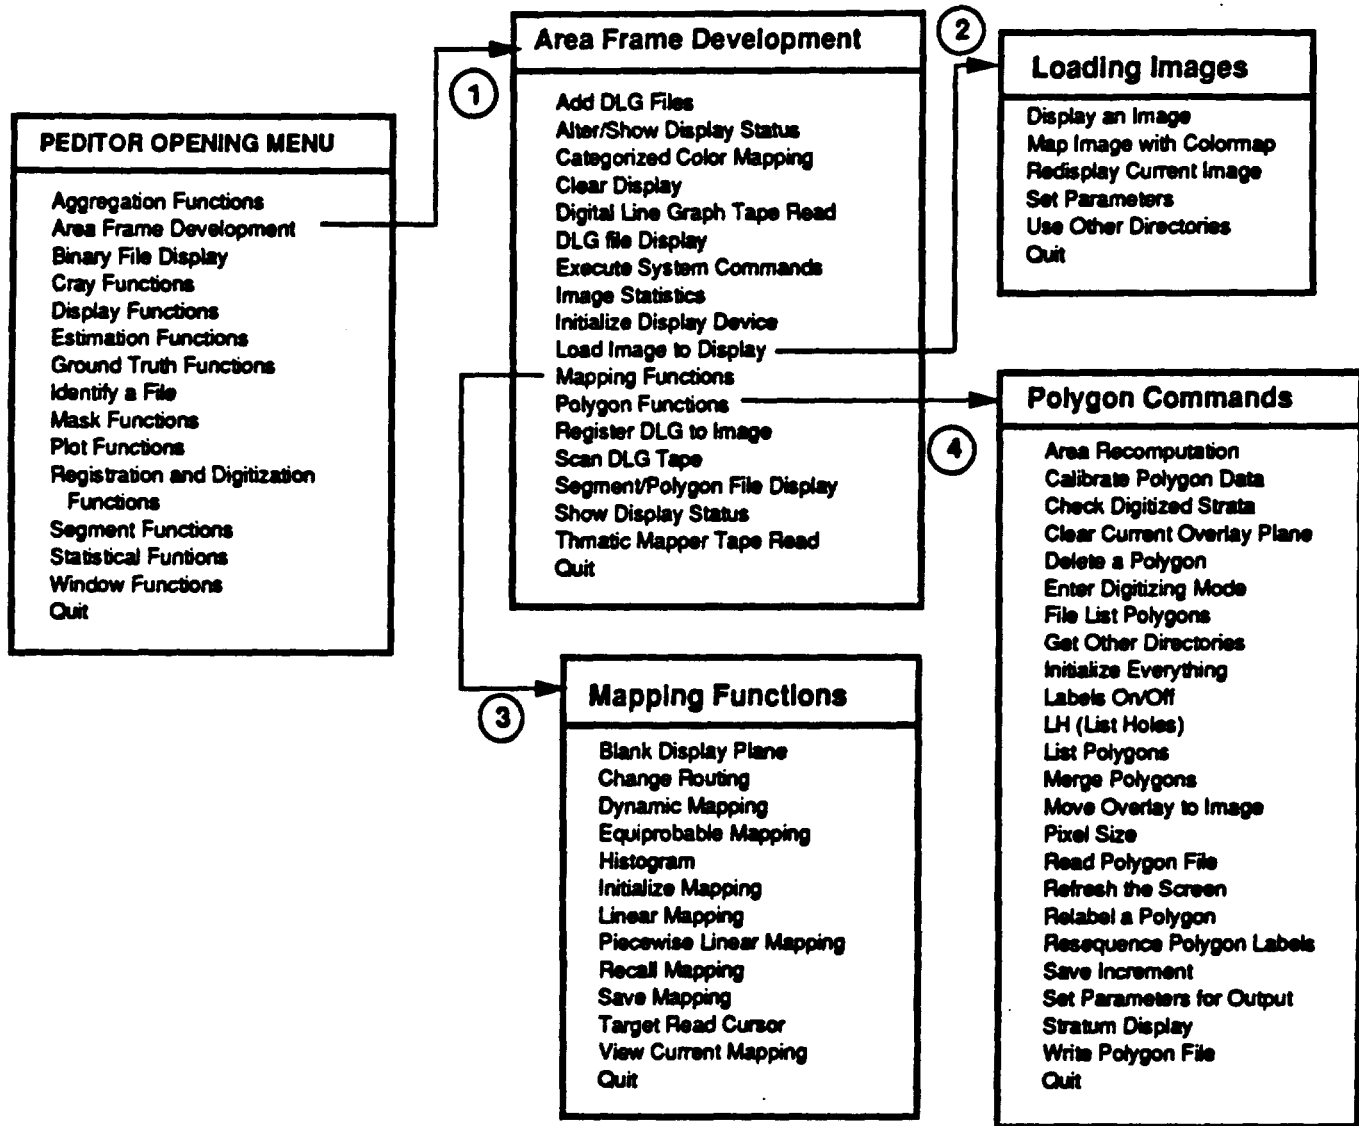 PEDITOR OPENING MENU
Aggregation Functions
Area Frame Development
Binary File Display
Cray Functions
Display Functions
Estimation Functions
Ground Truth Functions
Identify a File
Mask Functions
Plot Functions
Registration and Digitization
Functions
Segment Functions
Statistical Funtions
Window Functions
Quit
1
Area Frame Development
Add DLG Files
Alter/Show Display Status
Categorized Color Mapping
Clear Display
Digital Line Graph Tape Read
DLG file Display
Execute System Commands
Image Statistics
Initialize Display Device
Load Image to Display
Mapping Functions
Polygon Functions
Register DLG to Image
Scan DLG Tape
Segment/Polygon File Display
Show Display Status
Thmatic Mapper Tape Read
Quit
2
Loading Images
Display an Image
Map Image with Colormap
Redisplay Current Image
Set Parameters
Use Other Directories
Quit
3
Mapping Functions
Blank Display Plane
Change Routing
Dynamic Mapping
Equiprobable Mapping
Histogram
Initialize Mapping
Linear Mapping
Piecewise Linear Mapping
Recall Mapping
Save Mapping
Target Read Cursor
View Current Mapping
Quit
4
Polygon Commands
Area Recomputation
Calibrate Polygon Data
Check Digitized Strata
Clear Current Overlay Plane
Delete a Polygon
Enter Digitizing Mode
File List Polygons
Get Other Directories
Initialize Everything
Labels On/Off
LH (List Holes)
List Polygons
Merge Polygons
Move Overlay to Image
Pixel Size
Read Polygon File
Refresh the Screen
Relabel a Polygon
Resequence Polygon Labels
Save Increment
Set Parameters for Output
Stratum Display
Write Polygon File
Quit